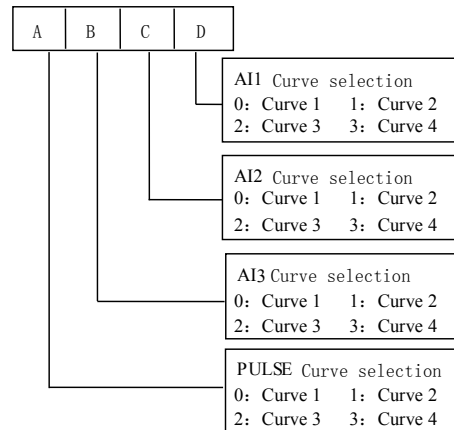 A B C D
AI1 Curve selection
0: Curve 1 1: Curve 2
2: Curve 3 3: Curve 4
AI2 Curve selection
0: Curve 1 1: Curve 2
2: Curve 3 3: Curve 4
AI3 Curve selection
0: Curve 1 1: Curve 2
2: Curve 3 3: Curve 4
PULSE Curve selection
0: Curve 1 1: Curve 2
2: Curve 3 3: Curve 4